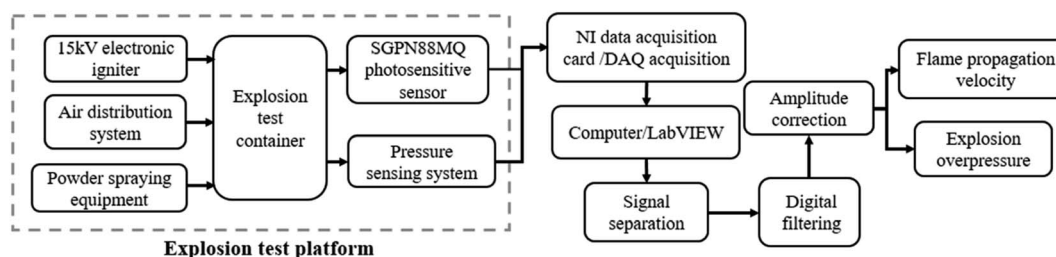 15kV electronic
igniter
Air distribution
system
Powder spraying
equipment
Explosion
test
container
SGPN88MQ
photosensitive
sensor
Pressure
sensing system
Explosion test platform
NI data acquisition
card /DAQ acquisition
Computer/LabVIEW
Signal
separation
Digital
filtering
Amplitude
correction
Flame propagation
velocity
Explosion
overpressure